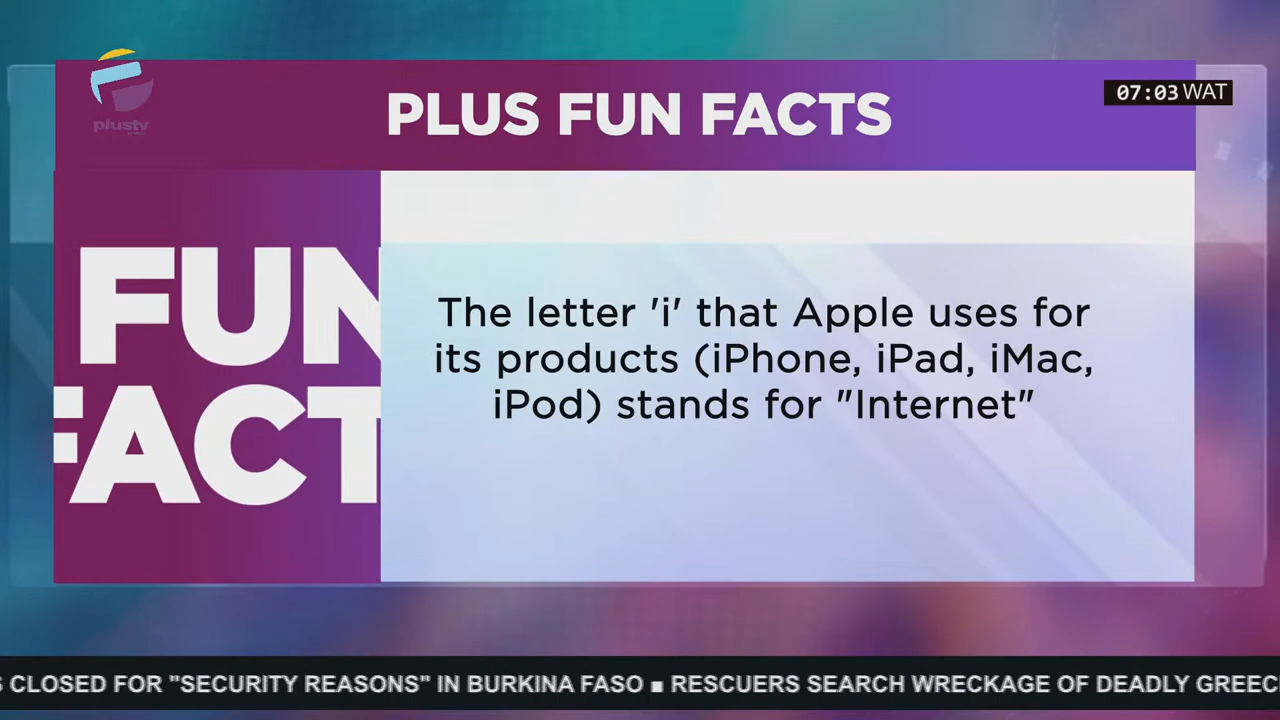 plustv
PLUS FUN FACTS
07:03 WAT
FUN
FACT
The letter 'i' that Apple uses for
its products (iPhone, iPad, iMac,
iPod) stands for "Internet"
S CLOSED FOR "SECURITY REASONS" IN BURKINA FASO ■ RESCUERS SEARCH WRECKAGE OF DEADLY GREEC